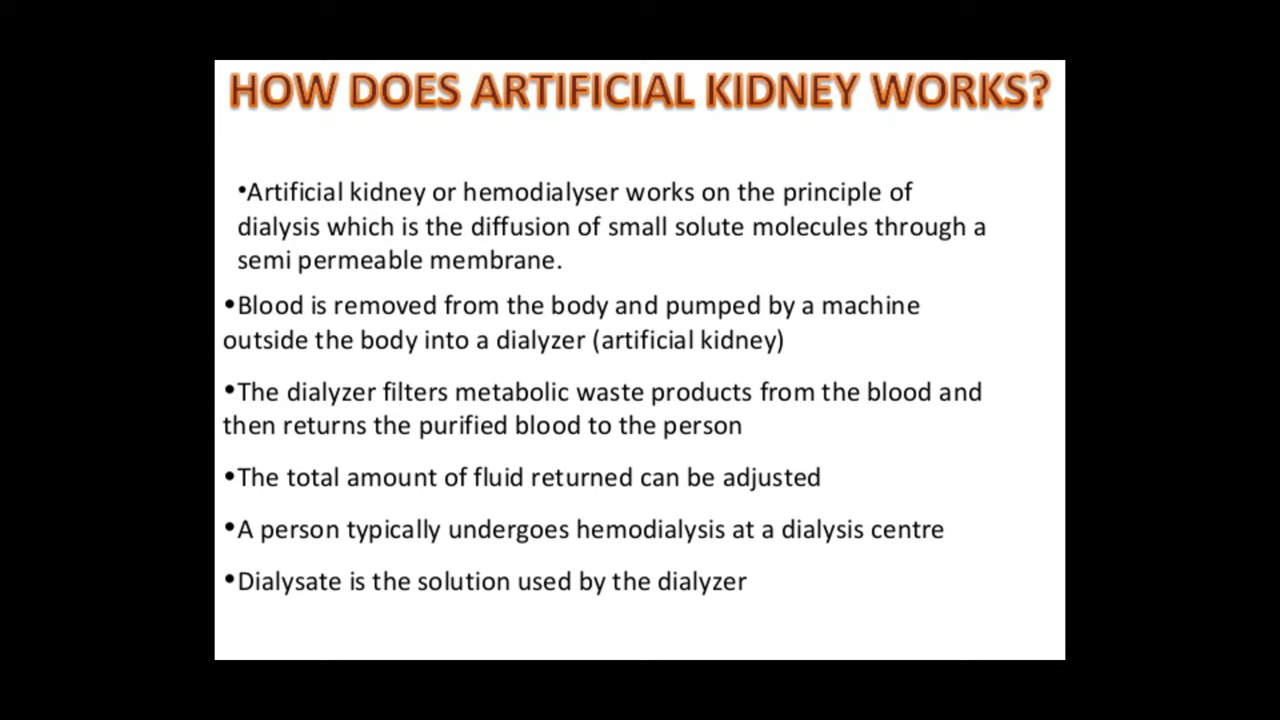 HOW DOES ARTIFICIAL KIDNEY WORKS?
•Artificial kidney or hemodialyser works on the principle of
dialysis which is the diffusion of small solute molecules through a
semi permeable membrane.
•Blood is removed from the body and pumped by a machine
outside the body into a dialyzer (artificial kidney)
•The dialyzer filters metabolic waste products from the blood and
then returns the purified blood to the person
•The total amount of fluid returned can be adjusted
•A person typically undergoes hemodialysis at a dialysis centre
•Dialysate is the solution used by the dialyzer